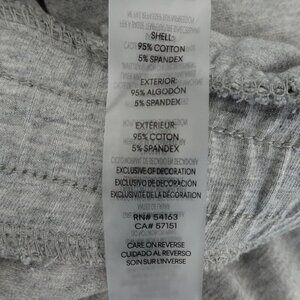 SHELL:
95% COTTON
5% SPANDEX
EXTERIOR:
95% ALGODÓN
5% SPANDEX
EXTÉRIEUR:
95% COTON
5% SPANDEX
EXCLUSIVE OF DECORATION
EXCLUSIVO DE DECORACIÓN
EXCLUSIVITÉ DE LA DÉCORATION
RN# 54163
CA# 57151
CARE ON REVERSE
CUIDADO AL REVERSO
SOIN SUR L'INVERSE